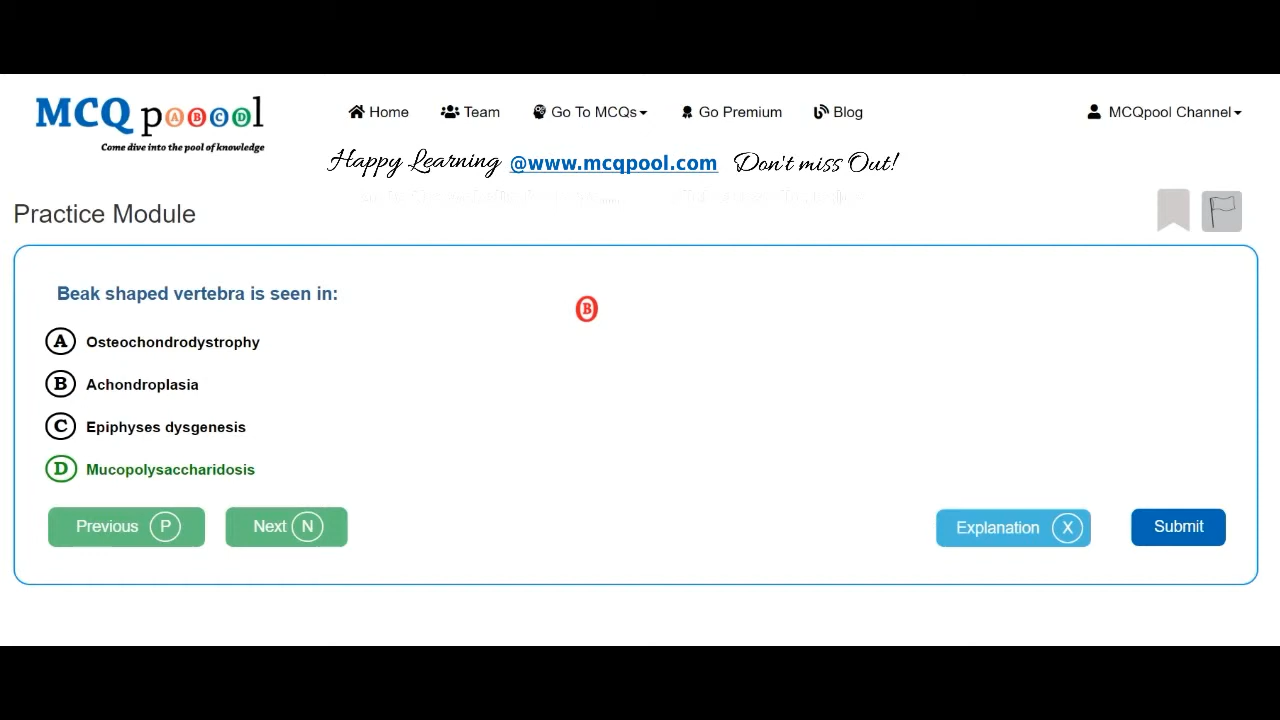 MCQ pABCDl
Come dive into the pool of knowledge
Home Team Go To MCQs Go Premium Blog MCQpool Channel
Happy Learning @www.mcqpool.com Don't miss Out!
Practice Module
Beak shaped vertebra is seen in:
B
A Osteochondrodystrophy
B Achondroplasia
C Epiphyses dysgenesis
D Mucopolysaccharidosis
Previous P Next N Explanation X Submit